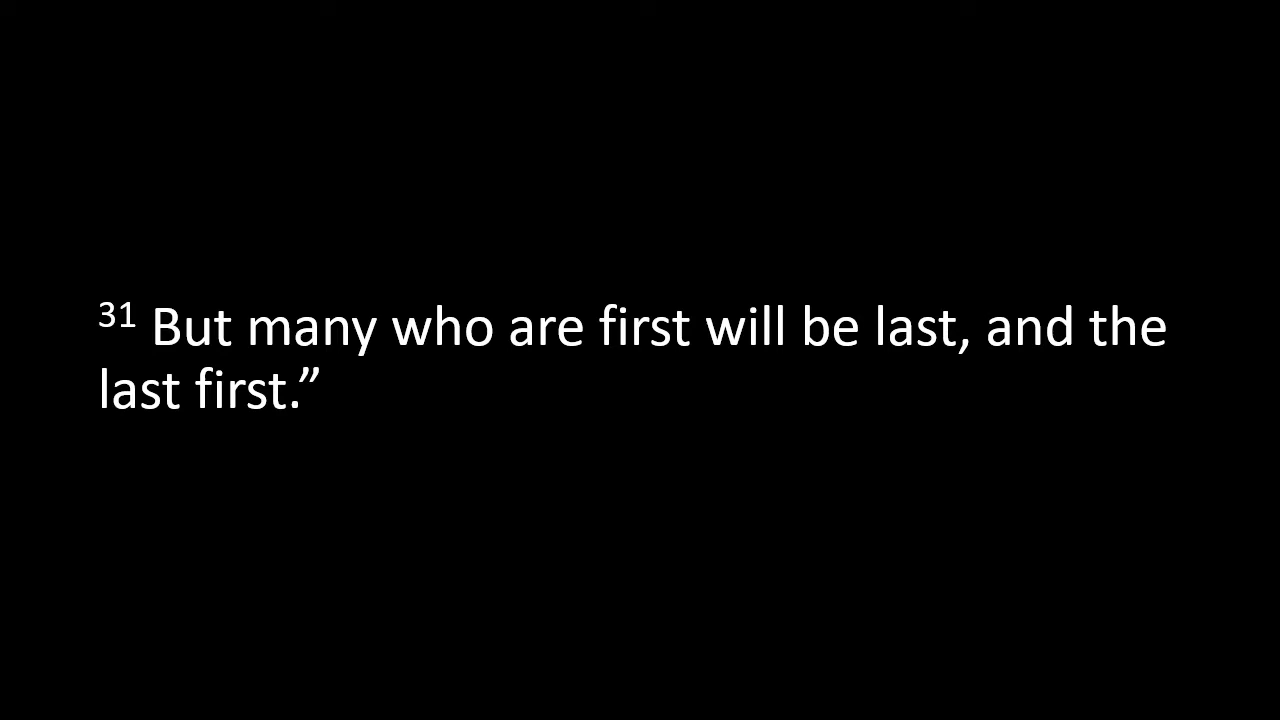 31 But many who are first will be last, and the
last first.”